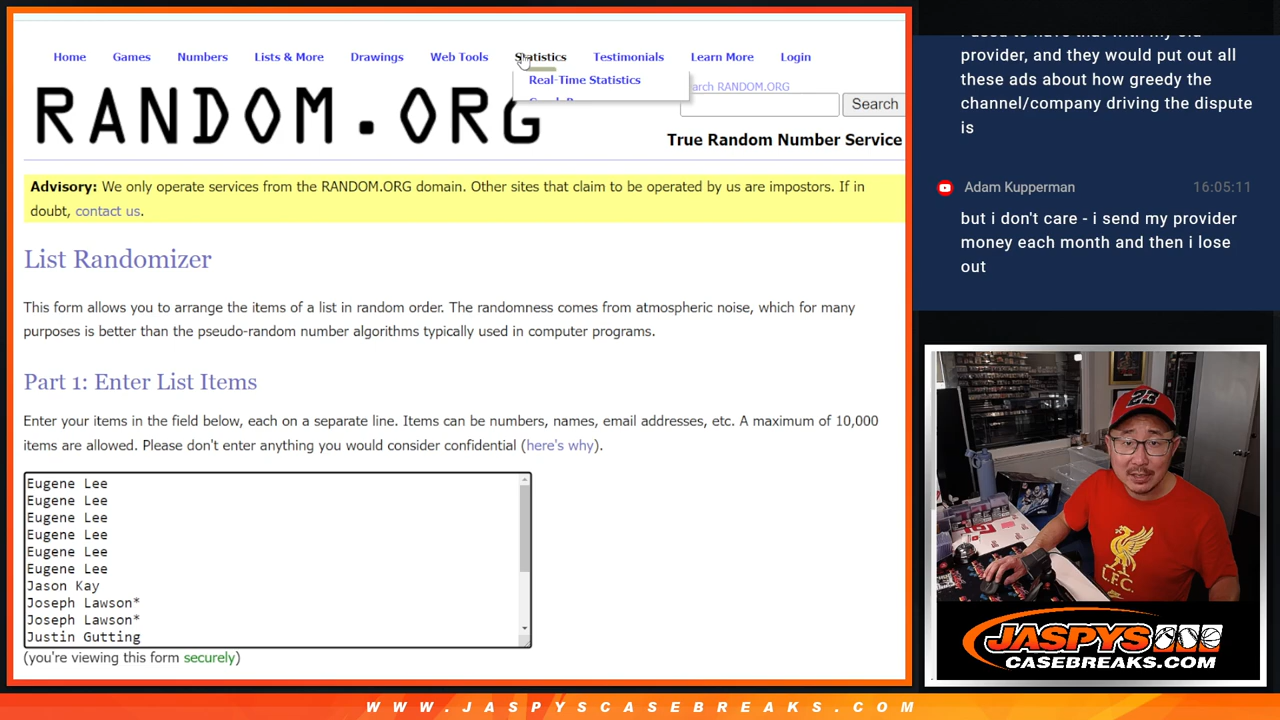 Home Games Numbers Lists & More Drawings Web Tools Statistics Testimonials Learn More Login
Real-Time Statistics
Search RANDOM.ORG
RANDOM.ORG
Search
True Random Number Service
Advisory: We only operate services from the RANDOM.ORG domain. Other sites that claim to be operated by us are impostors. If in
doubt, contact us.
List Randomizer
This form allows you to arrange the items of a list in random order. The randomness comes from atmospheric noise, which for many
purposes is better than the pseudo-random number algorithms typically used in computer programs.
Part 1: Enter List Items
Enter your items in the field below, each on a separate line. Items can be numbers, names, email addresses, etc. A maximum of 10,000
items are allowed. Please don't enter anything you would consider confidential (here's why).
Eugene Lee
Eugene Lee
Eugene Lee
Eugene Lee
Eugene Lee
Eugene Lee
Jason Kay
Joseph Lawson*
Joseph Lawson*
Justin Gutting
(you're viewing this form securely)
provider, and they would put out all
these ads about how greedy the
channel/company driving the dispute
is
Adam Kupperman 16:05:11
but i don't care - i send my provider
money each month and then i lose
out
23
L.F.C.
JASPYS
CASEBREAKS.COM
WWW.JASPYSCASEBREAKS.COM